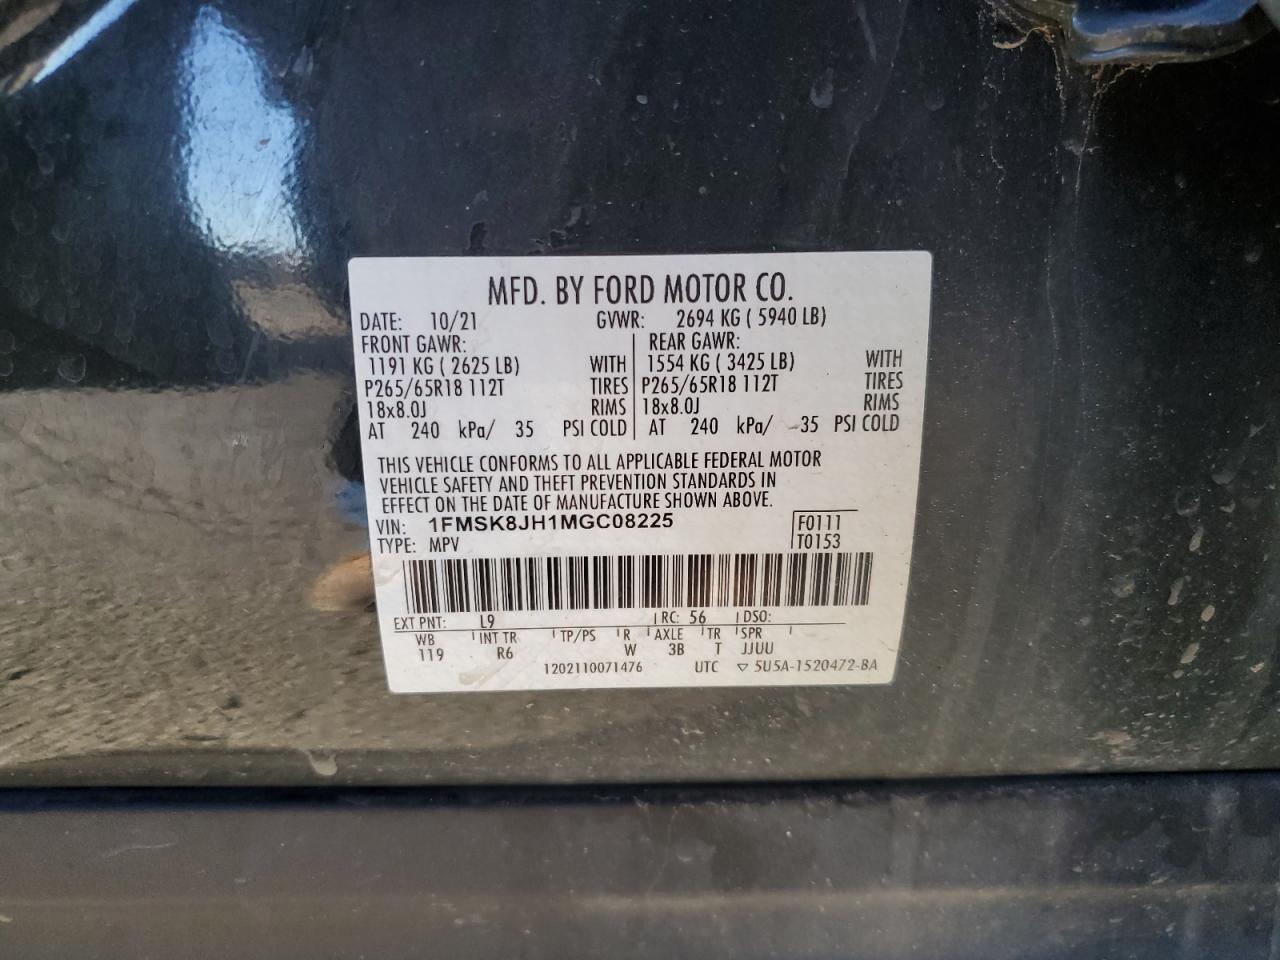 MFD. BY FORD MOTOR CO.
DATE: 10/21 GVWR: 2694 KG ( 5940 LB)
FRONT GAWR: REAR GAWR:
1191 KG ( 2625 LB) WITH 1554 KG ( 3425 LB) WITH
P265/65R18 112T TIRES P265/65R18 112T TIRES
18x8.0J RIMS 18x8.0J RIMS
AT 240 kPa/ 35 PSI COLD AT 240 kPa/ 35 PSI COLD
THIS VEHICLE CONFORMS TO ALL APPLICABLE FEDERAL MOTOR
VEHICLE SAFETY AND THEFT PREVENTION STANDARDS IN
EFFECT ON THE DATE OF MANUFACTURE SHOWN ABOVE.
VIN: 1FMSK8JH1MGC08225 F0111
TYPE: MPV T0153
EXT PNT: L9 RC: 56 DSO:
WB INT TR TP/PS R AXLE TR SPR
119 R6 W 3B T JJUU
1202110071476 UTC ▽ 5U5A-1520472-BA